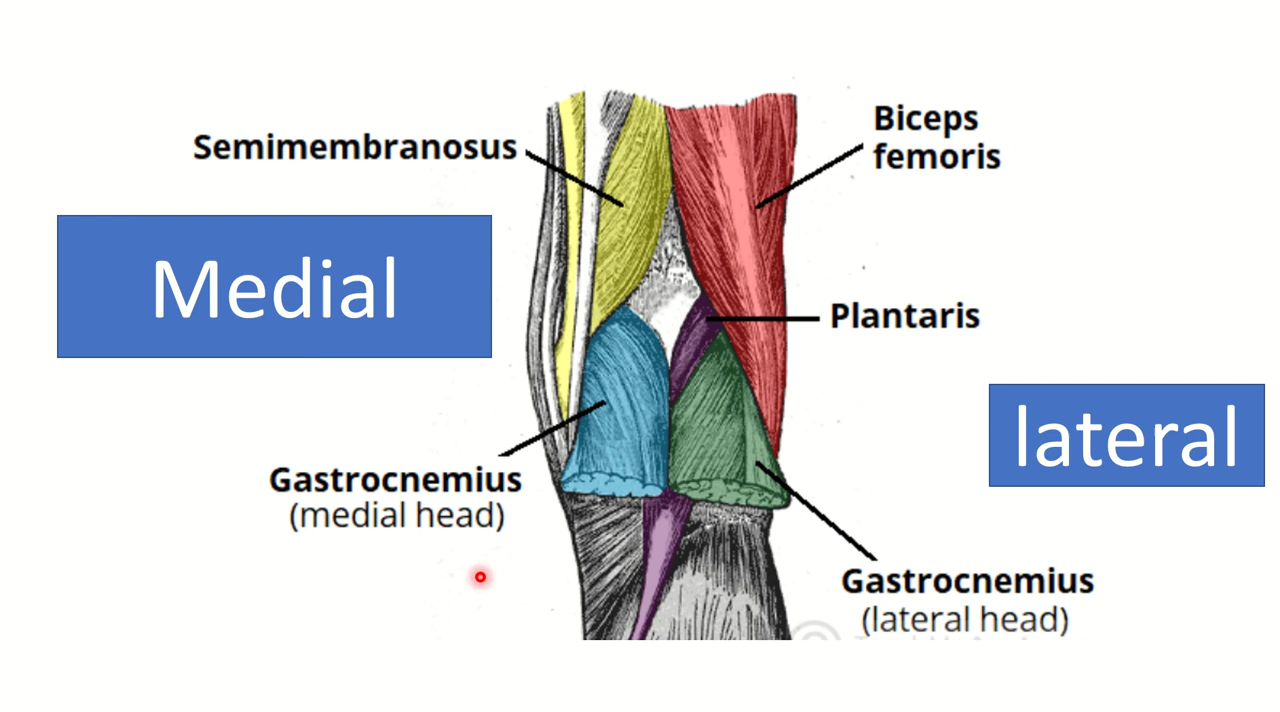 Biceps
femoris
Semimembranosus
Medial
Plantaris
lateral
Gastrocnemius
(medial head)
Gastrocnemius
(lateral head)